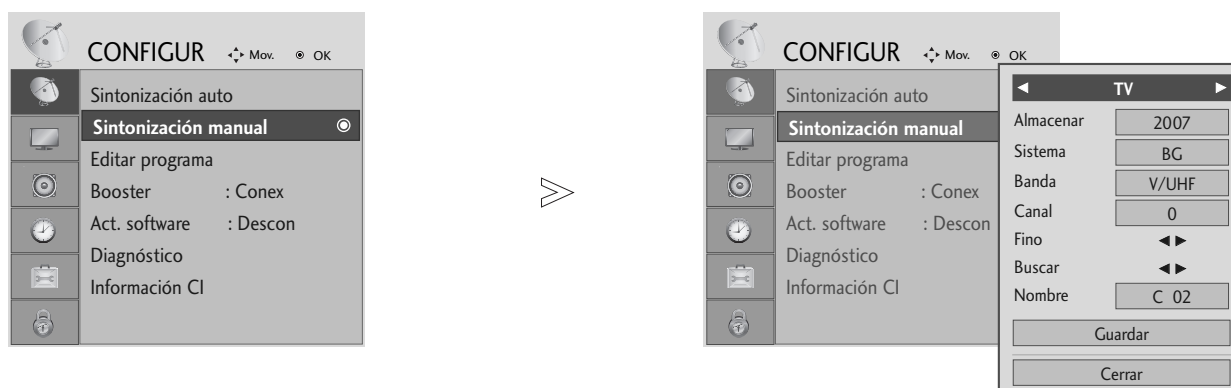 CONFIGUR Mov. OK
Sintonización auto
Sintonización manual
Editar programa
Booster : Conex
Act. software : Descon
Diagnóstico
Información CI
CONFIGUR Mov. OK
Sintonización auto
Sintonización manual
Editar programa
Booster : Conex
Act. software : Descon
Diagnóstico
Información CI
◄ TV ►
Almacenar 2007
Sistema BG
Banda V/UHF
Canal 0
Fino ◄ ►
Buscar ◄ ►
Nombre C 02
Guardar
Cerrar